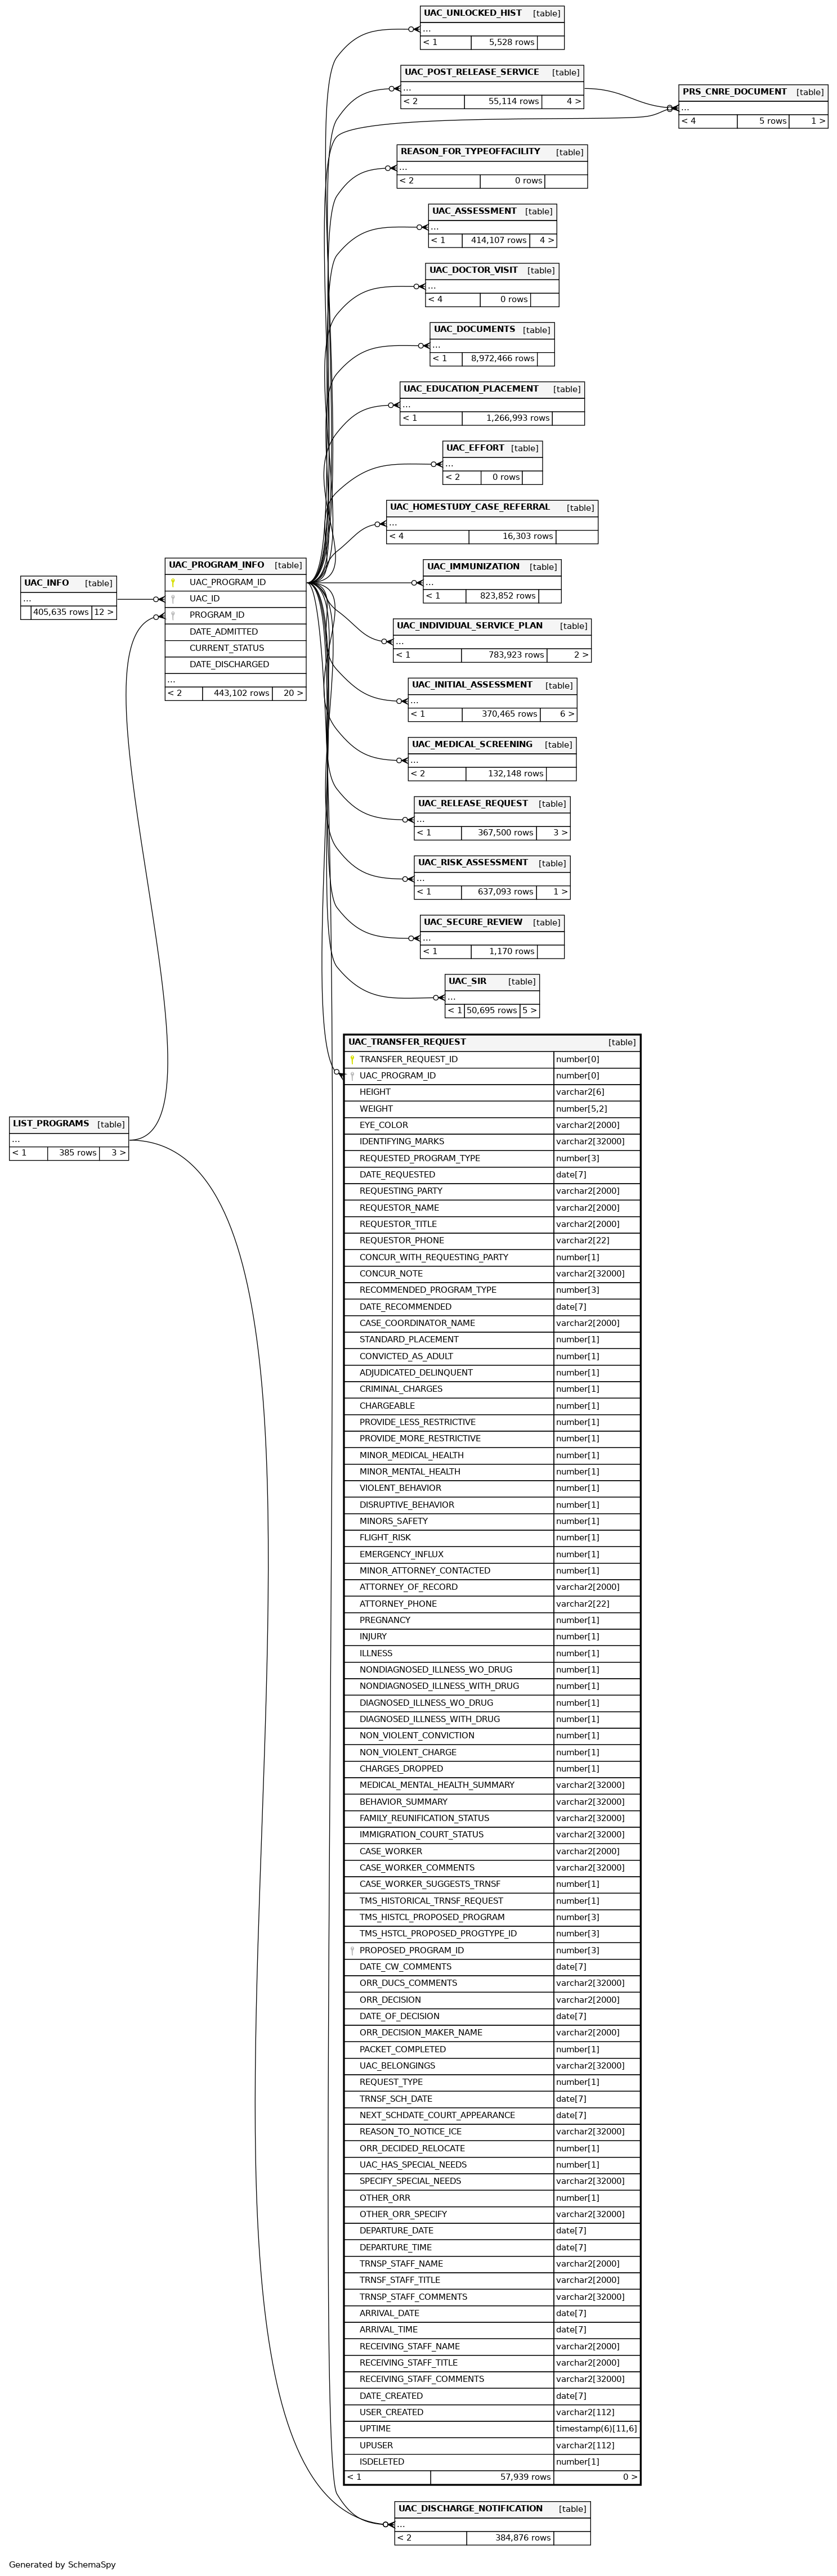 UAC_UNLOCKED_HIST [table]
...
< 1 5,528 rows
UAC_POST_RELEASE_SERVICE [table]
...
< 2 55,114 rows 4 >
PRS_CNRE_DOCUMENT [table]
...
< 4 5 rows 1 >
REASON_FOR_TYPEOFFACILITY [table]
...
< 2 0 rows
UAC_ASSESSMENT [table]
...
< 1 414,107 rows 4 >
UAC_DOCTOR_VISIT [table]
...
< 4 0 rows
UAC_DOCUMENTS [table]
...
< 1 8,972,466 rows
UAC_EDUCATION_PLACEMENT [table]
...
< 1 1,266,993 rows
UAC_EFFORT [table]
...
< 2 0 rows
UAC_HOMESTUDY_CASE_REFERRAL [table]
...
< 4 16,303 rows
UAC_INFO [table]
...
405,635 rows 12 >
UAC_PROGRAM_INFO [table]
UAC_PROGRAM_ID
UAC_ID
PROGRAM_ID
DATE_ADMITTED
CURRENT_STATUS
DATE_DISCHARGED
...
< 2 443,102 rows 20 >
UAC_IMMUNIZATION [table]
...
< 1 823,852 rows
UAC_INDIVIDUAL_SERVICE_PLAN [table]
...
< 1 783,923 rows 2 >
UAC_INITIAL_ASSESSMENT [table]
...
< 1 370,465 rows 6 >
UAC_MEDICAL_SCREENING [table]
...
< 2 132,148 rows
UAC_RELEASE_REQUEST [table]
...
< 1 367,500 rows 3 >
UAC_RISK_ASSESSMENT [table]
...
< 1 637,093 rows 1 >
UAC_SECURE_REVIEW [table]
...
< 1 1,170 rows
UAC_SIR [table]
...
< 1 50,695 rows 5 >
LIST_PROGRAMS [table]
...
< 1 385 rows 3 >
UAC_TRANSFER_REQUEST [table]
TRANSFER_REQUEST_ID number[0]
UAC_PROGRAM_ID number[0]
HEIGHT varchar2[6]
WEIGHT number[5,2]
EYE_COLOR varchar2[2000]
IDENTIFYING_MARKS varchar2[32000]
REQUESTED_PROGRAM_TYPE number[3]
DATE_REQUESTED date[7]
REQUESTING_PARTY varchar2[2000]
REQUESTOR_NAME varchar2[2000]
REQUESTOR_TITLE varchar2[2000]
REQUESTOR_PHONE varchar2[22]
CONCUR_WITH_REQUESTING_PARTY number[1]
CONCUR_NOTE varchar2[32000]
RECOMMENDED_PROGRAM_TYPE number[3]
DATE_RECOMMENDED date[7]
CASE_COORDINATOR_NAME varchar2[2000]
STANDARD_PLACEMENT number[1]
CONVICTED_AS_ADULT number[1]
ADJUDICATED_DELINQUENT number[1]
CRIMINAL_CHARGES number[1]
CHARGEABLE number[1]
PROVIDE_LESS_RESTRICTIVE number[1]
PROVIDE_MORE_RESTRICTIVE number[1]
MINOR_MEDICAL_HEALTH number[1]
MINOR_MENTAL_HEALTH number[1]
VIOLENT_BEHAVIOR number[1]
DISRUPTIVE_BEHAVIOR number[1]
MINORS_SAFETY number[1]
FLIGHT_RISK number[1]
EMERGENCY_INFLUX number[1]
MINOR_ATTORNEY_CONTACTED number[1]
ATTORNEY_OF_RECORD varchar2[2000]
ATTORNEY_PHONE varchar2[22]
PREGNANCY number[1]
INJURY number[1]
ILLNESS number[1]
NONDIAGNOSED_ILLNESS_WO_DRUG number[1]
NONDIAGNOSED_ILLNESS_WITH_DRUG number[1]
DIAGNOSED_ILLNESS_WO_DRUG number[1]
DIAGNOSED_ILLNESS_WITH_DRUG number[1]
NON_VIOLENT_CONVICTION number[1]
NON_VIOLENT_CHARGE number[1]
CHARGES_DROPPED number[1]
MEDICAL_MENTAL_HEALTH_SUMMARY varchar2[32000]
BEHAVIOR_SUMMARY varchar2[32000]
FAMILY_REUNIFICATION_STATUS varchar2[32000]
IMMIGRATION_COURT_STATUS varchar2[32000]
CASE_WORKER varchar2[2000]
CASE_WORKER_COMMENTS varchar2[32000]
CASE_WORKER_SUGGESTS_TRNSF number[1]
TMS_HISTORICAL_TRNSF_REQUEST number[1]
TMS_HISTCL_PROPOSED_PROGRAM number[3]
TMS_HSTCL_PROPOSED_PROGTYPE_ID number[3]
PROPOSED_PROGRAM_ID number[3]
DATE_CW_COMMENTS date[7]
ORR_DUCS_COMMENTS varchar2[32000]
ORR_DECISION varchar2[2000]
DATE_OF_DECISION date[7]
ORR_DECISION_MAKER_NAME varchar2[2000]
PACKET_COMPLETED number[1]
UAC_BELONGINGS varchar2[32000]
REQUEST_TYPE number[1]
TRNSF_SCH_DATE date[7]
NEXT_SCHDATE_COURT_APPEARANCE date[7]
REASON_TO_NOTICE_ICE varchar2[32000]
ORR_DECIDED_RELOCATE number[1]
UAC_HAS_SPECIAL_NEEDS number[1]
SPECIFY_SPECIAL_NEEDS varchar2[32000]
OTHER_ORR number[1]
OTHER_ORR_SPECIFY varchar2[32000]
DEPARTURE_DATE date[7]
DEPARTURE_TIME date[7]
TRNSP_STAFF_NAME varchar2[2000]
TRNSF_STAFF_TITLE varchar2[2000]
TRNSP_STAFF_COMMENTS varchar2[32000]
ARRIVAL_DATE date[7]
ARRIVAL_TIME date[7]
RECEIVING_STAFF_NAME varchar2[2000]
RECEIVING_STAFF_TITLE varchar2[2000]
RECEIVING_STAFF_COMMENTS varchar2[32000]
DATE_CREATED date[7]
USER_CREATED varchar2[112]
UPTIME timestamp(6)[11,6]
UPUSER varchar2[112]
ISDELETED number[1]
< 1 57,939 rows 0 >
UAC_DISCHARGE_NOTIFICATION [table]
...
< 2 384,876 rows
Generated by SchemaSpy